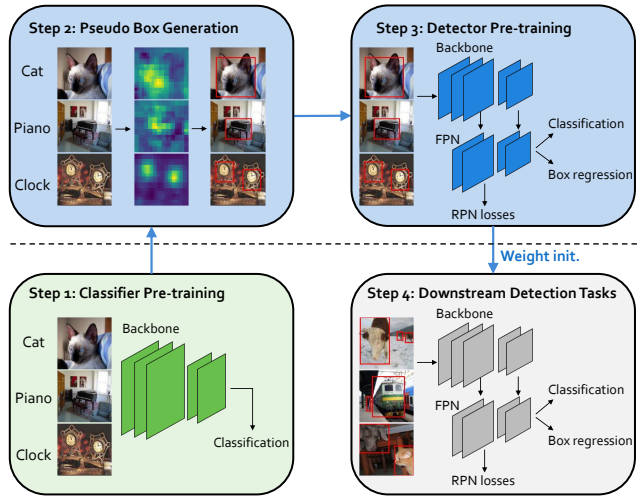 Step 2: Pseudo Box Generation
Cat
Piano
Clock
Step 3: Detector Pre-training
Backbone
FPN
Classification
Box regression
RPN losses
Weight init.
Step 1: Classifier Pre-training
Cat
Backbone
Piano
Clock
Classification
Step 4: Downstream Detection Tasks
Backbone
FPN
Classification
Box regression
RPN losses